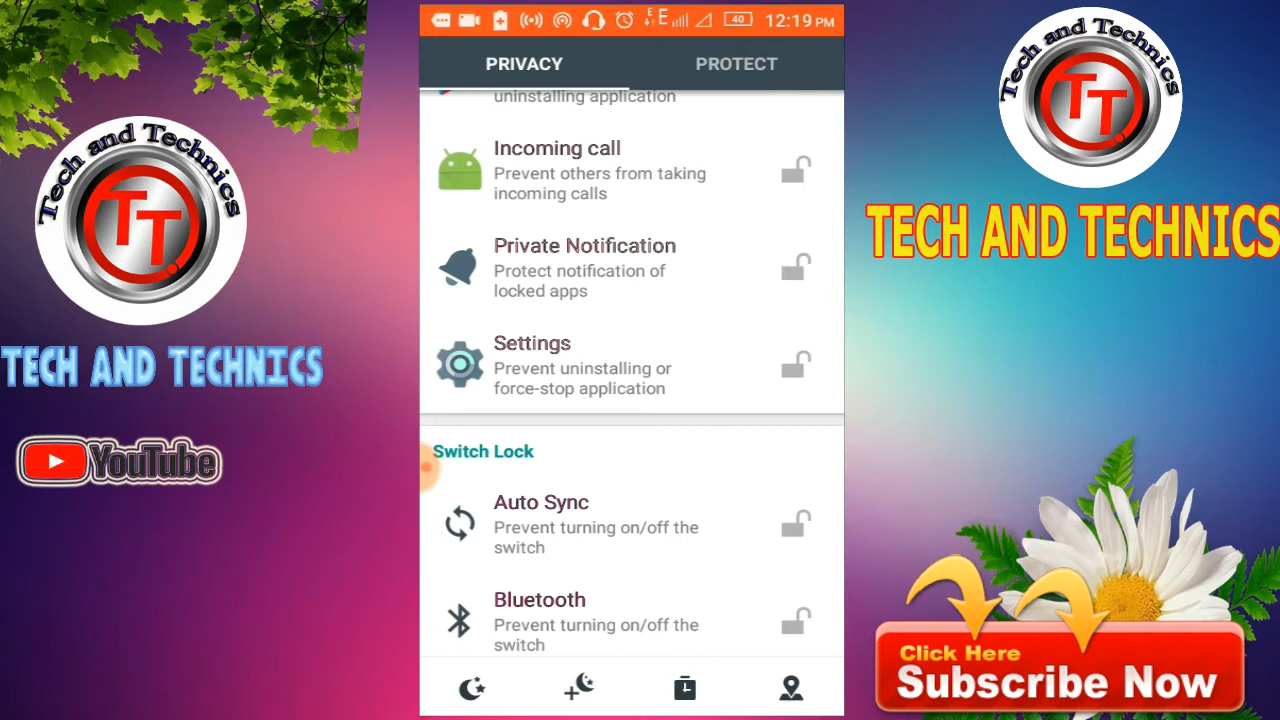 Tech and Technics
TT
TECH AND TECHNICS
YouTube
40 12:19 PM
PRIVACY PROTECT
uninstalling application
Incoming call
Prevent others from taking
incoming calls
Private Notification
Protect notification of
locked apps
Settings
Prevent uninstalling or
force-stop application
Switch Lock
Auto Sync
Prevent turning on/off the
switch
Bluetooth
Prevent turning on/off the
switch
Tech and Technics
TT
TECH AND TECHNICS
Click Here
Subscribe Now